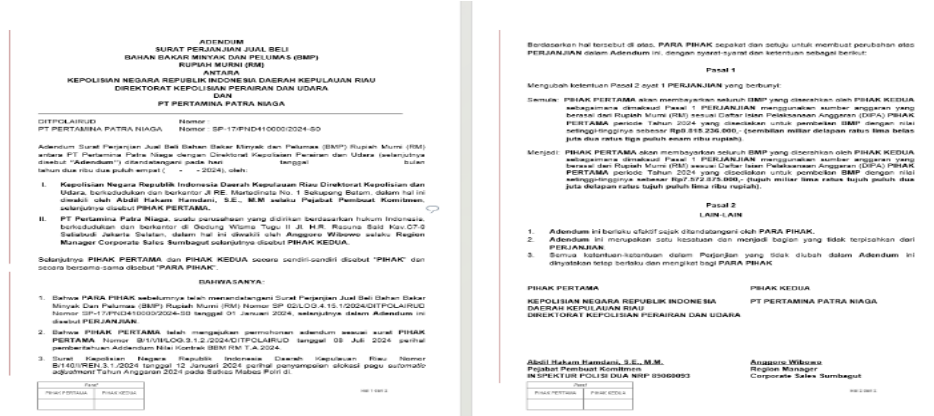 ADENDUM
SURAT PERJANJIAN JUAL BELI
BAHAN BAKAR MINYAK DAN PELUMAS (BMP)
RUPIAH MURNI (RM)
ANTARA
KEPOLISIAN NEGARA REPUBLIK INDONESIA DAERAH KEPULAUAN RIAU
DIREKTORAT KEPOLISIAN PERAIRAN DAN UDARA
DAN
PT PERTAMINA PATRA NIAGA
DITPOLAIRUD Nomor :
PT PERTAMINA PATRA NIAGA Nomor : SP-17/PND410000/2024-S0
Adendum Surat Perjanjian Jual Beli Bahan Bakar Minyak Dan Pelumas (BMP) Rupiah Murni (RM)
antara PT Pertamina Patra Niaga dengan Direktorat Kepolisian Perairan dan Udara (selanjutnya
disebut "Adendum") ditandatangani pada hari tanggal bulan
tahun dua ribu dua puluh empat ( - - 2024), oleh:
I. Kepolisian Negara Republik Indonesia Daerah Kepulauan Riau Direktorat Kepolisian dan
Udara, berkedudukan dan berkantor Jl RE. Martadinata No. 1 Sekupang Batam, dalam hal ini
diwakili oleh Abdil Hakam Hamdani, S.E., M.M selaku Pejabat Pembuat Komitmen,
selanjutnya disebut PIHAK PERTAMA.
II. PT Pertamina Patra Niaga, suatu perusahaan yang didirikan berdasarkan hukum Indonesia,
berkedudukan dan berkantor di Gedung Wisma Tugu II Jl. H.R. Rasuna Said Kav.C7-9
Setiabudi Jakarta Selatan, dalam hal ini diwakili oleh Anggoro Wibowo selaku Region
Manager Corporate Sales Sumbagut selanjutnya disebut PIHAK KEDUA.
Selanjutnya PIHAK PERTAMA dan PIHAK KEDUA secara sendiri-sendiri disebut "PIHAK" dan
secara bersama-sama disebut "PARA PIHAK".
BAHWASANYA:
1. Bahwa PARA PIHAK sebelumnya telah menandatangani Surat Perjanjian Jual Beli Bahan Bakar
Minyak Dan Pelumas (BMP) Rupiah Murni (RM) Nomor SP 02/LOG.4.15.1/2024/DITPOLAIRUD
Nomor SP-17/PND410000/2024-S0 tanggal 01 Januari 2024, selanjutnya dalam Adendum ini
disebut PERJANJIAN.
2. Bahwa PIHAK PERTAMA telah mengajukan permohonan adendum sesuai surat PIHAK
PERTAMA Nomor B/1/VII/LOG.3.1.2./2024/DITPOLAIRUD tanggal 08 Juli 2024 perihal
pemberitahuan Addendum Nilai Kontrak BBM RM T.A.2024.
3. Surat Kepolisian Negara Republik Indonesia Daerah Kepulauan Riau Nomor
B/140/I/REN.3.1./2024 tanggal 12 Januari 2024 perihal penyampaian alokasi pagu automatic
adjustment Tahun Anggaran 2024 pada Satkes Mabes Polri di.
Paraf
PIHAK PERTAMA PIHAK KEDUA
Berdasarkan hal tersebut di atas, PARA PIHAK sepakat dan setuju untuk membuat perubahan atas
PERJANJIAN dalam Adendum ini, dengan syarat-syarat dan ketentuan sebagai berikut:
Pasal 1
Mengubah ketentuan Pasal 2 ayat 1 PERJANJIAN yang berbunyi:
Semula: PIHAK PERTAMA akan membayarkan seluruh BMP yang diserahkan oleh PIHAK KEDUA
sebagaimana dimaksud Pasal 1 PERJANJIAN menggunakan sumber anggaran yang
berasal dari Rupiah Murni (RM) sesuai Daftar Isian Pelaksanaan Anggaran (DIPA) PIHAK
PERTAMA periode Tahun 2024 yang disediakan untuk pembelian BMP dengan nilai
setinggi-tingginya sebesar Rp9.815.236.000,- (sembilan miliar delapan ratus lima belas
juta dua ratus tiga puluh enam ribu rupiah).
Menjadi: PIHAK PERTAMA akan membayarkan seluruh BMP yang diserahkan oleh PIHAK KEDUA
sebagaimana dimaksud Pasal 1 PERJANJIAN menggunakan sumber anggaran yang
berasal dari Rupiah Murni (RM) sesuai Daftar Isian Pelaksanaan Anggaran (DIPA) PIHAK
PERTAMA periode Tahun 2024 yang disediakan untuk pembelian BMP dengan nilai
setinggi-tingginya sebesar Rp7.572.075.000,- (tujuh miliar lima ratus tujuh puluh dua
juta delapan ratus tujuh puluh lima ribu rupiah).
Pasal 2
LAIN-LAIN
1. Adendum ini berlaku efektif sejak ditandatangani oleh PARA PIHAK.
2. Adendum ini merupakan satu kesatuan dan menjadi bagian yang tidak terpisahkan dari
PERJANJIAN.
3. Semua ketentuan-ketentuan dalam Perjanjian yang tidak diubah dalam Adendum ini
dinyatakan tetap berlaku dan mengikat bagi PARA PIHAK
PIHAK PERTAMA PIHAK KEDUA
KEPOLISIAN NEGARA REPUBLIK INDONESIA PT PERTAMINA PATRA NIAGA
DAERAH KEPULAUAN RIAU
DIREKTORAT KEPOLISIAN PERAIRAN DAN UDARA
Abdil Hakam Hamdani, S.E., M.M. Anggoro Wibowo
Pejabat Pembuat Komitmen Region Manager
INSPEKTUR POLISI DUA NRP 89060093 Corporate Sales Sumbagut
Paraf
PIHAK PERTAMA PIHAK KEDUA